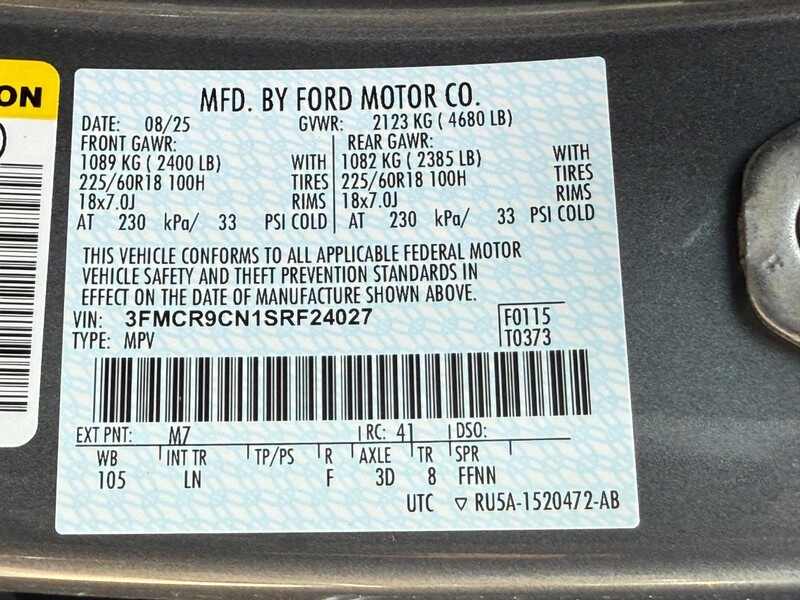 ON
MFD. BY FORD MOTOR CO.
DATE: 08/25 GVWR: 2123 KG ( 4680 LB)
FRONT GAWR: REAR GAWR:
1089 KG ( 2400 LB) WITH 1082 KG ( 2385 LB) WITH
225/60R18 100H TIRES 225/60R18 100H TIRES
18x7.0J RIMS 18x7.0J RIMS
AT 230 kPa/ 33 PSI COLD AT 230 kPa/ 33 PSI COLD
THIS VEHICLE CONFORMS TO ALL APPLICABLE FEDERAL MOTOR
VEHICLE SAFETY AND THEFT PREVENTION STANDARDS IN
EFFECT ON THE DATE OF MANUFACTURE SHOWN ABOVE.
VIN: 3FMCR9CN1SRF24027 F0115
TYPE: MPV T0373
EXT PNT: M7 RC: 41 DSO:
WB INT TR TP/PS R AXLE TR SPR
105 LN F 3D 8 FFNN
UTC ▽ RU5A-1520472-AB